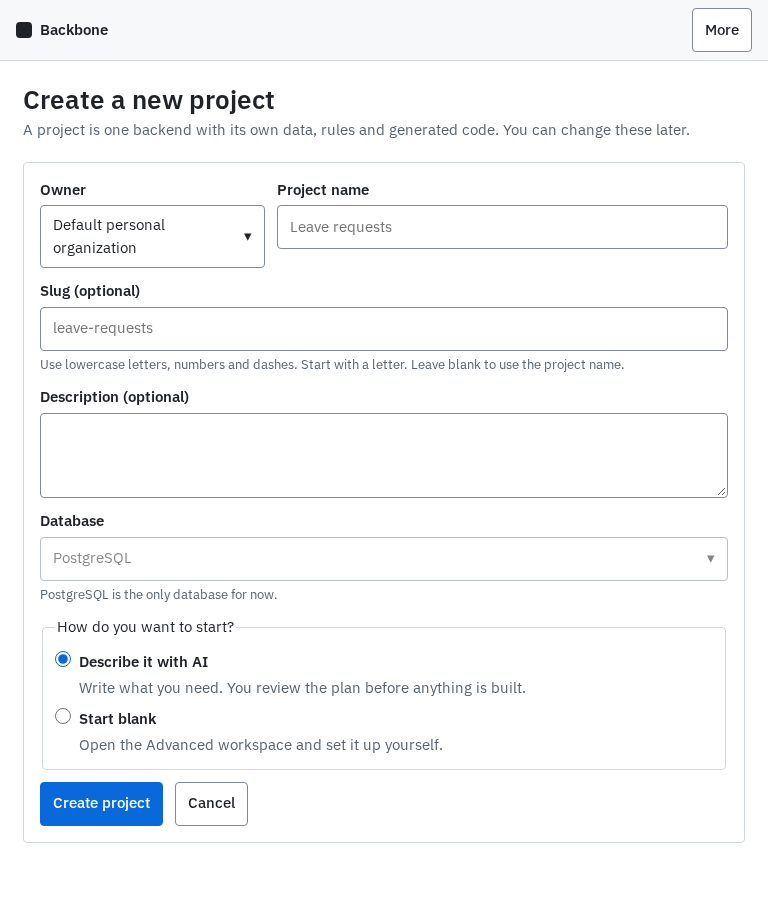 Backbone
More
Create a new project
A project is one backend with its own data, rules and generated code. You can change these later.
Owner
Project name
Default personal
organization
Leave requests
Slug (optional)
leave-requests
Use lowercase letters, numbers and dashes. Start with a letter. Leave blank to use the project name.
Description (optional)
Database
PostgreSQL
PostgreSQL is the only database for now.
How do you want to start?
Describe it with AI
Write what you need. You review the plan before anything is built.
Start blank
Open the Advanced workspace and set it up yourself.
Create project
Cancel